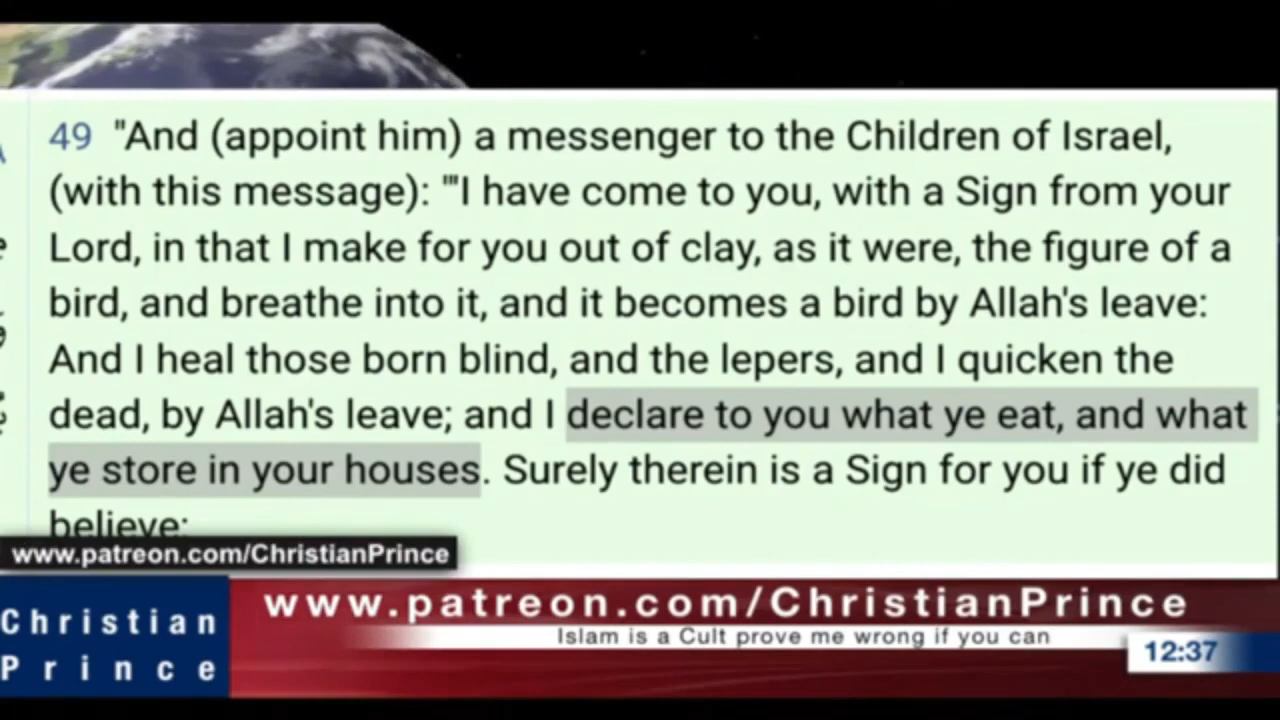 49 "And (appoint him) a messenger to the Children of Israel,
(with this message): "'I have come to you, with a Sign from your
Lord, in that I make for you out of clay, as it were, the figure of a
bird, and breathe into it, and it becomes a bird by Allah's leave:
And I heal those born blind, and the lepers, and I quicken the
dead, by Allah's leave; and I declare to you what ye eat, and what
ye store in your houses. Surely therein is a Sign for you if ye did
believe;
www.patreon.com/ChristianPrince
www.patreon.com/ChristianPrince
Islam is a Cult prove me wrong if you can
Christian
Prince
12:37